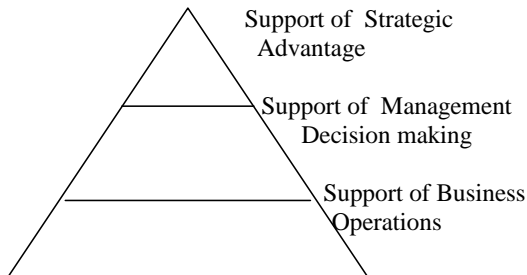 Support of Strategic
Advantage
Support of Management
Decision making
Support of Business
Operations